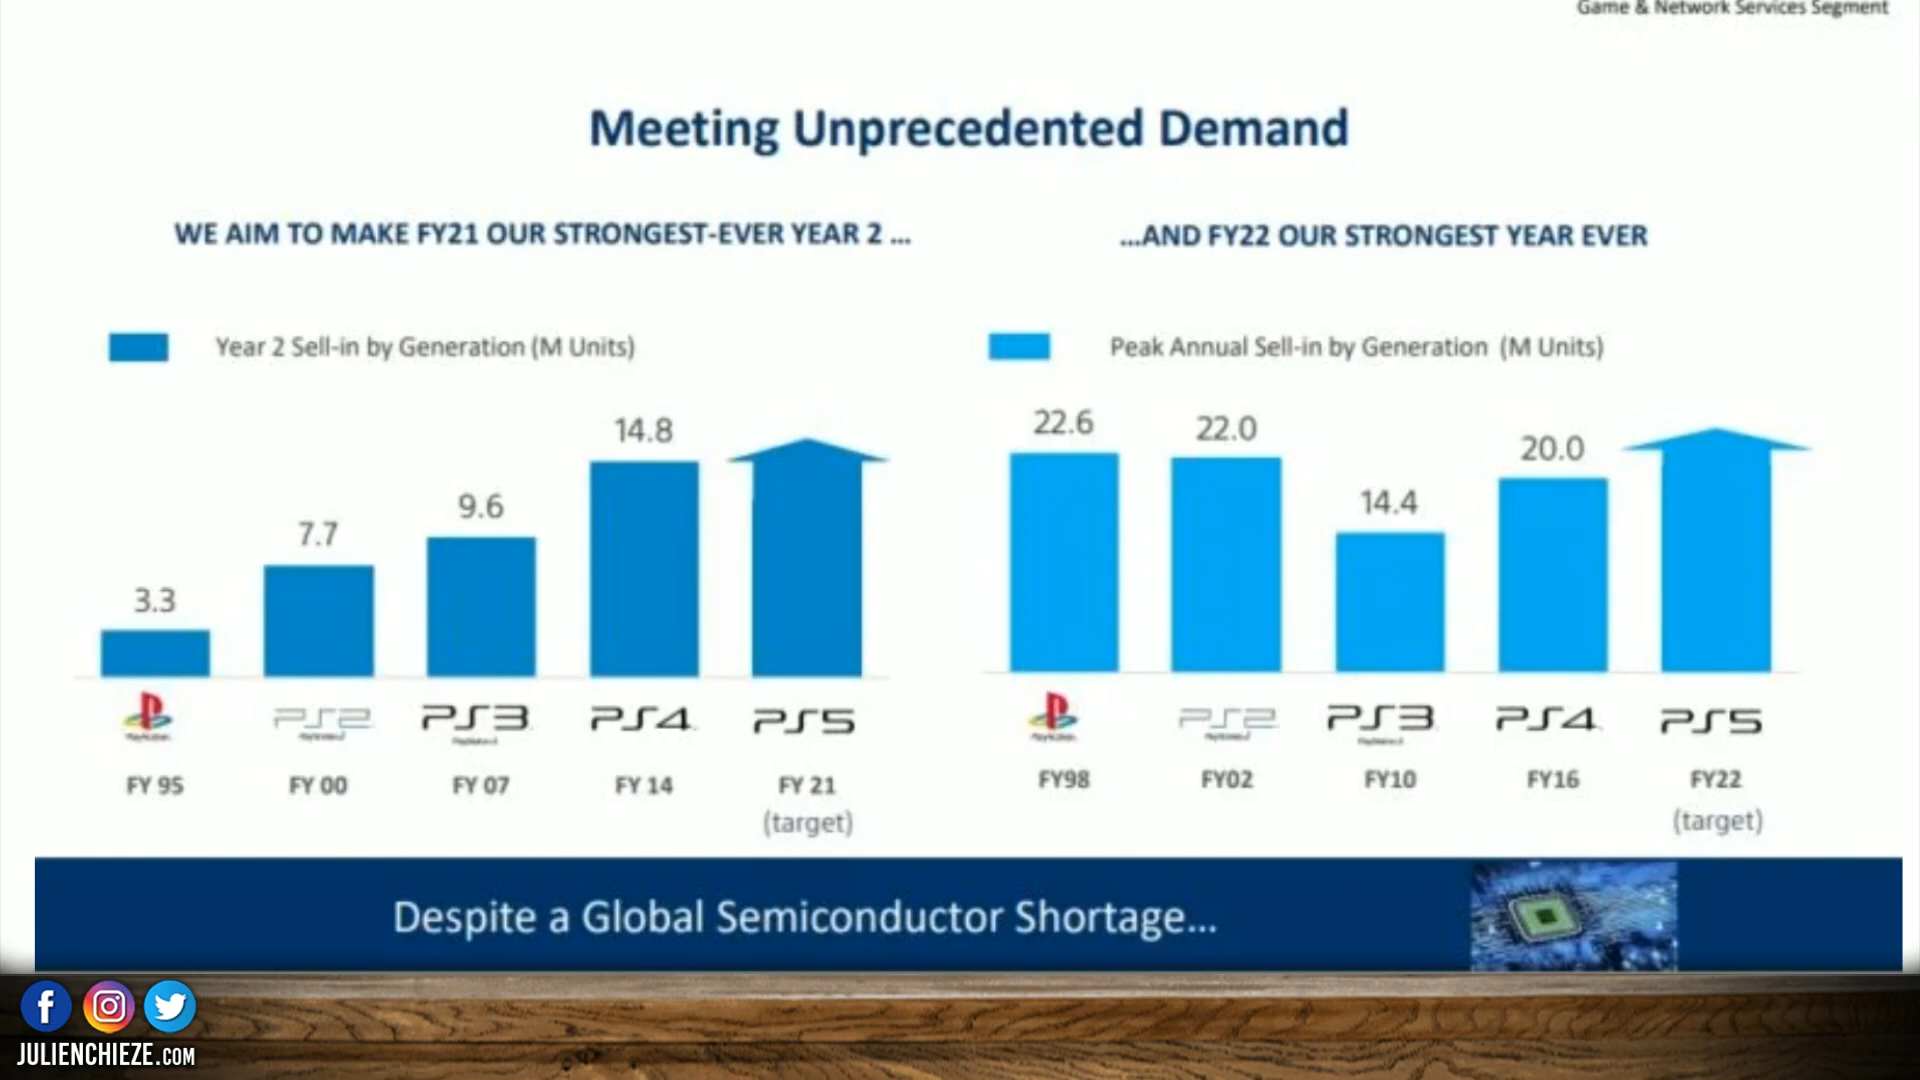 Game & Network Services Segment
Meeting Unprecedented Demand
WE AIM TO MAKE FY21 OUR STRONGEST-EVER YEAR 2 ...
...AND FY22 OUR STRONGEST YEAR EVER
Year 2 Sell-in by Generation (M Units)
Peak Annual Sell-in by Generation (M Units)
3.3
7.7
9.6
14.8
22.6
22.0
14.4
20.0
PS2
PS3
PS4
PS5
PS2
PS3
PS4
PS5
FY 95
FY 00
FY 07
FY 14
FY 21
(target)
FY98
FY02
FY10
FY16
FY22
(target)
Despite a Global Semiconductor Shortage...
JULIENCHIEZE.COM